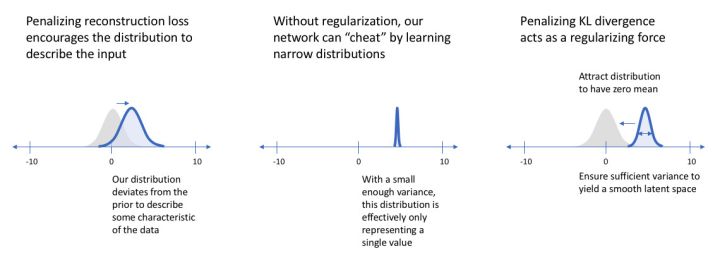 Penalizing reconstruction loss
encourages the distribution to
describe the input
-10
0
10
Our distribution
deviates from the
prior to describe
some characteristic
of the data
Without regularization, our
network can “cheat” by learning
narrow distributions
-10
0
10
With a small
enough variance,
this distribution is
effectively only
representing a
single value
Penalizing KL divergence
acts as a regularizing force
Attract distribution
to have zero mean
-10
0
10
Ensure sufficient variance to
yield a smooth latent space